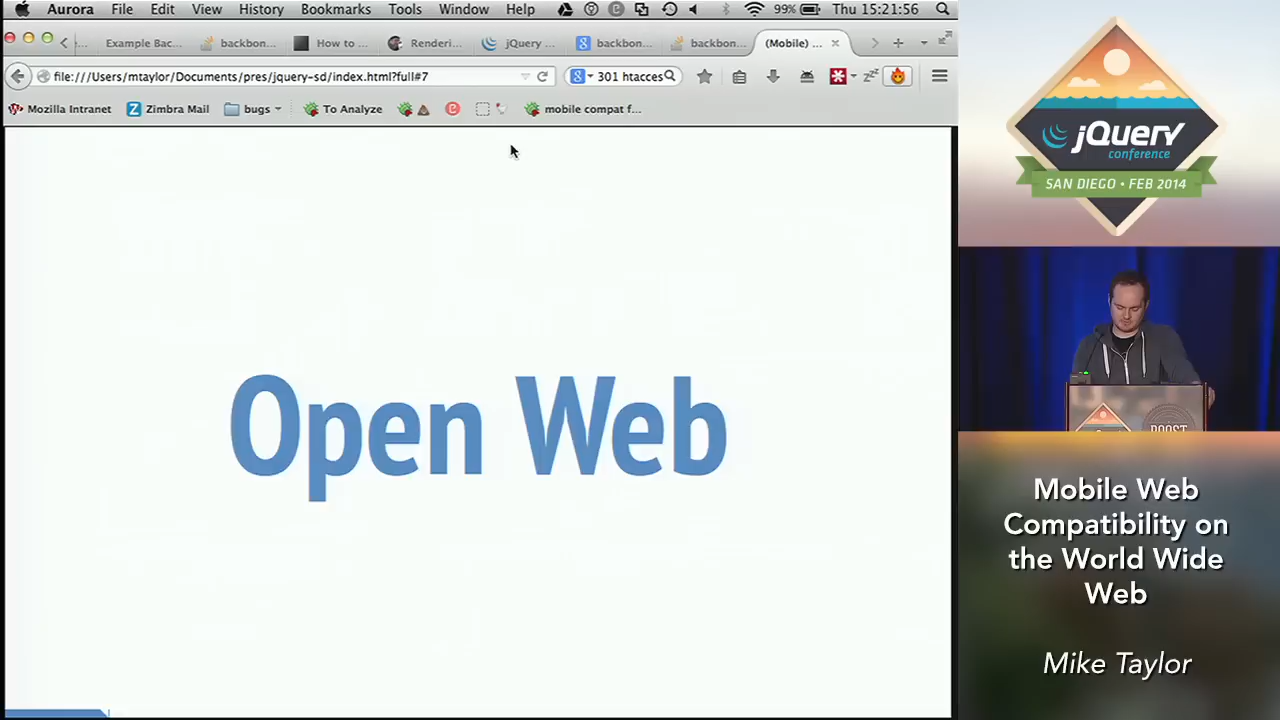 Aurora File Edit View History Bookmarks Tools Window Help 99% Thu 15:21:56
Example Bac... backbon... How to ... Renderi... jQuery ... backbon... backbon... (Mobile) ...
file:///Users/mtaylor/Documents/pres/jquery-sd/index.html?full#7 301 htacces
Mozilla Intranet Zimbra Mail bugs To Analyze mobile compat f...
Open Web
jQuery
conference
SAN DIEGO • FEB 2014
BOOST
Mobile Web
Compatibility on
the World Wide
Web
Mike Taylor